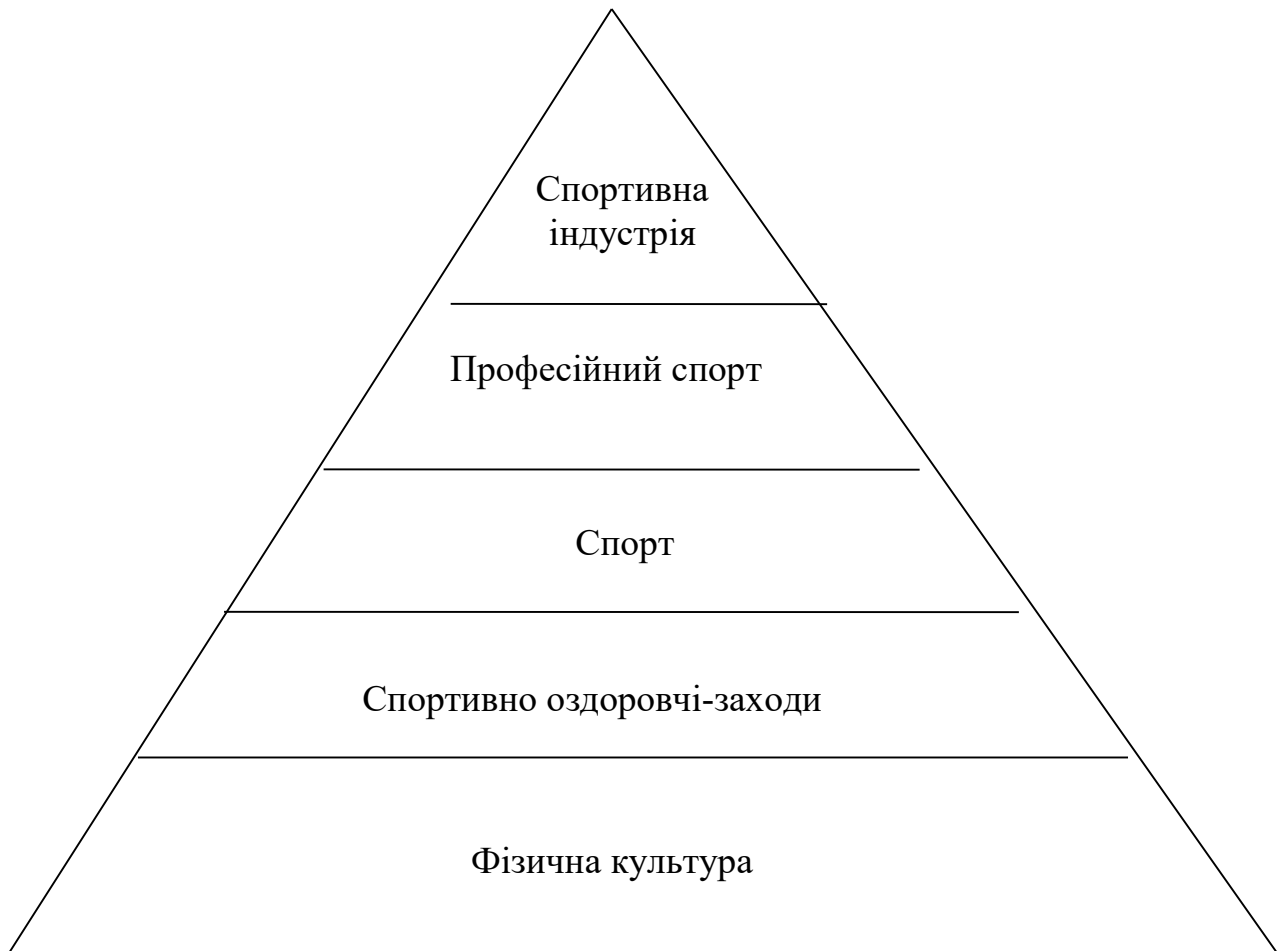 Спортивна
індустрія
Професійний спорт
Спорт
Спортивно оздоровчі-заходи
Фізична культура